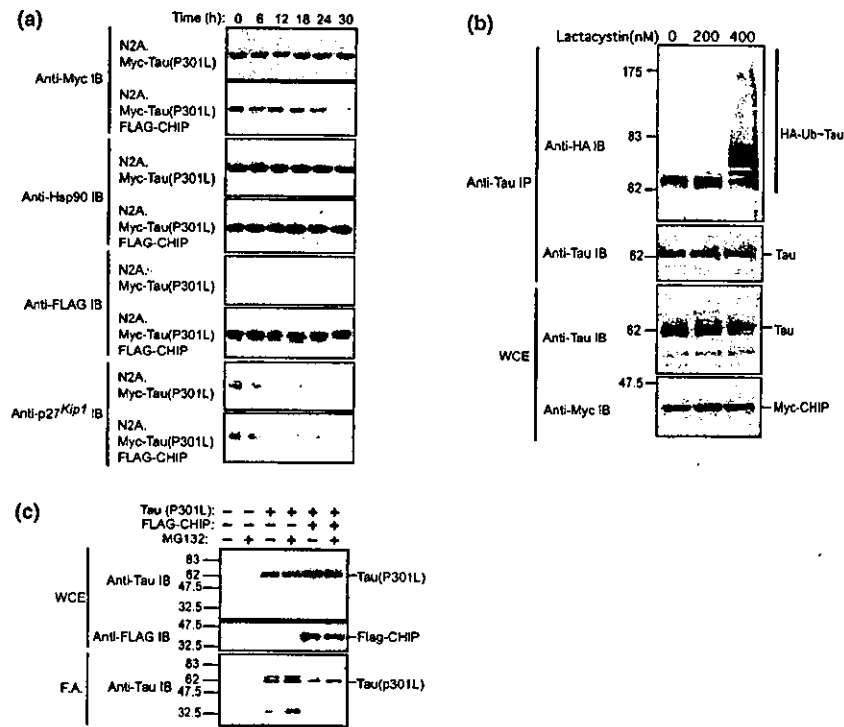 (a)
Time (h): 0 6 12 18 24 30
Anti-Myc IB
N2A.
Myc-Tau(P301L)
N2A.
Myc-Tau(P301L)
FLAG-CHIP
Anti-Hsp90 IB
N2A.
Myc-Tau(P301L)
N2A.
Myc-Tau(P301L)
FLAG-CHIP
Anti-FLAG IB
N2A.
Myc-Tau(P301L)
N2A.
Myc-Tau(P301L)
FLAG-CHIP
Anti-p27Kip1 IB
N2A.
Myc-Tau(P301L)
N2A.
Myc-Tau(P301L)
FLAG-CHIP
(b)
Lactacystin(nM) 0 200 400
175
83
62
Anti-HA IB
HA-Ub-Tau
Anti-Tau IP
Anti-Tau IB
62
Tau
WCE
Anti-Tau IB
62
Tau
47.5
Anti-Myc IB
Myc-CHIP
(c)
Tau (P301L): - - + + + +
FLAG-CHIP: - - - - + +
MG132: - + - + - +
WCE
Anti-Tau IB
83
62
47.5
32.5
Tau(P301L)
Anti-FLAG IB
47.5
32.5
Flag-CHIP
F.A.
Anti-Tau IB
83
62
47.5
32.5
Tau(p301L)